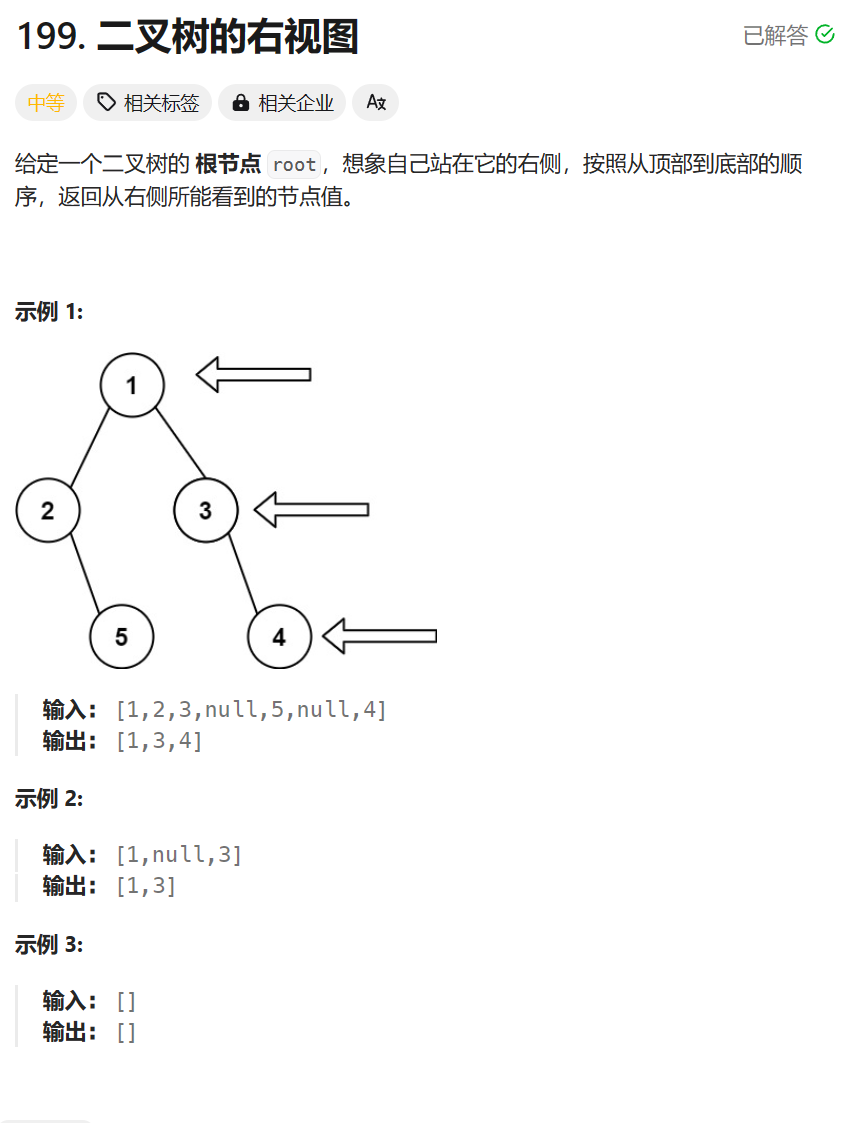 199. 二叉树的右视图
已解答
中等
相关标签
相关企业
给定一个二叉树的 根节点 root，想象自己站在它的右侧，按照从顶部到底部的顺
序，返回从右侧所能看到的节点值。
示例 1:
1
2
3
5
4
输入： [1,2,3,null,5,null,4]
输出： [1,3,4]
示例 2:
输入： [1,null,3]
输出： [1,3]
示例 3:
输入： []
输出： []